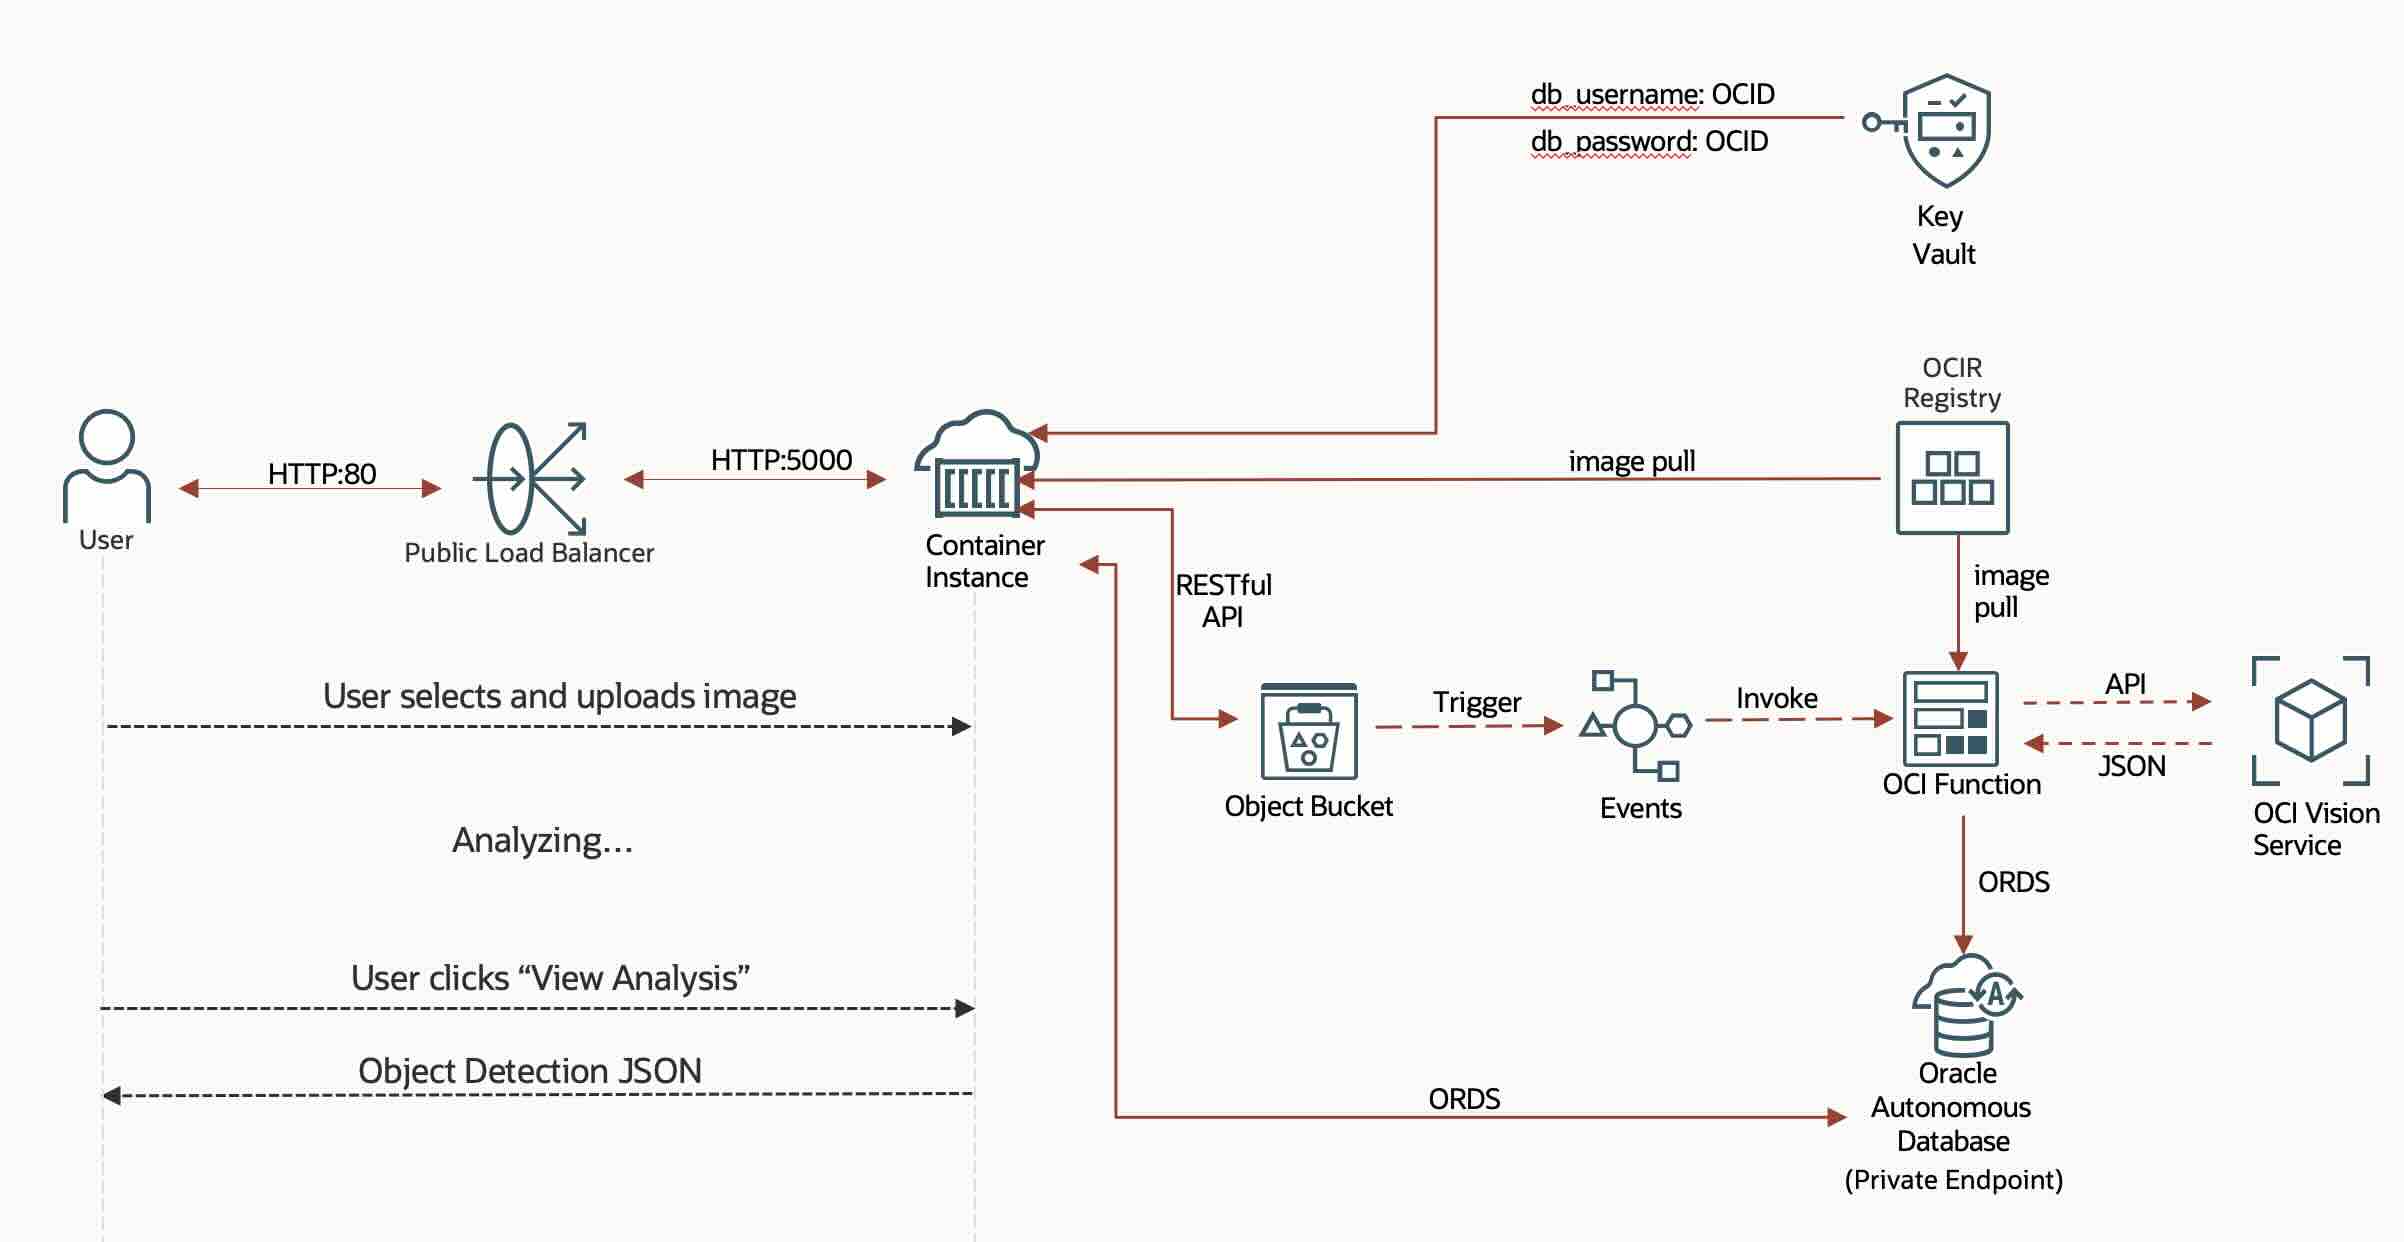 db_username: OCID
db_password: OCID
Key
Vault
OCIR
Registry
HTTP:80
HTTP:5000
image pull
User
Public Load Balancer
Container
Instance
RESTful
API
image
pull
User selects and uploads image
Trigger
Invoke
API
JSON
Object Bucket
Events
OCI Function
OCI Vision
Service
Analyzing...
ORDS
User clicks “View Analysis”
Object Detection JSON
ORDS
A
Oracle
Autonomous
Database
(Private Endpoint)